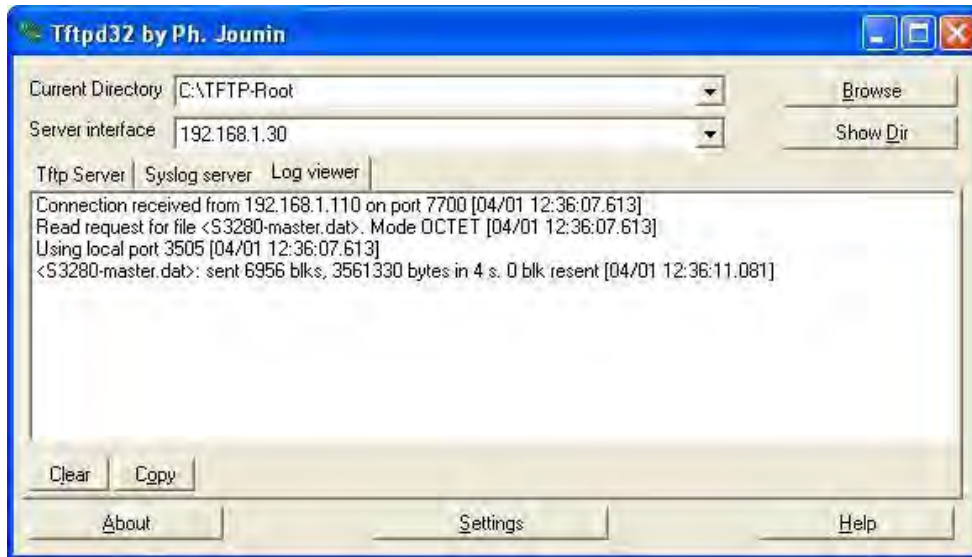 Tftpd32 by Ph. Jounin
Current Directory C:\TFTP-Root Browse
Server interface 192.168.1.30 Show Dir
Tftp Server Syslog server Log viewer
Connection received from 192.168.1.110 on port 7700 [04/01 12:36:07.613]
Read request for file <S3280-master.dat>. Mode OCTET [04/01 12:36:07.613]
Using local port 3505 [04/01 12:36:07.613]
<S3280-master.dat>: sent 6956 blks, 3561330 bytes in 4 s. 0 blk resent [04/01 12:36:11.081]
Clear Copy
About Settings Help